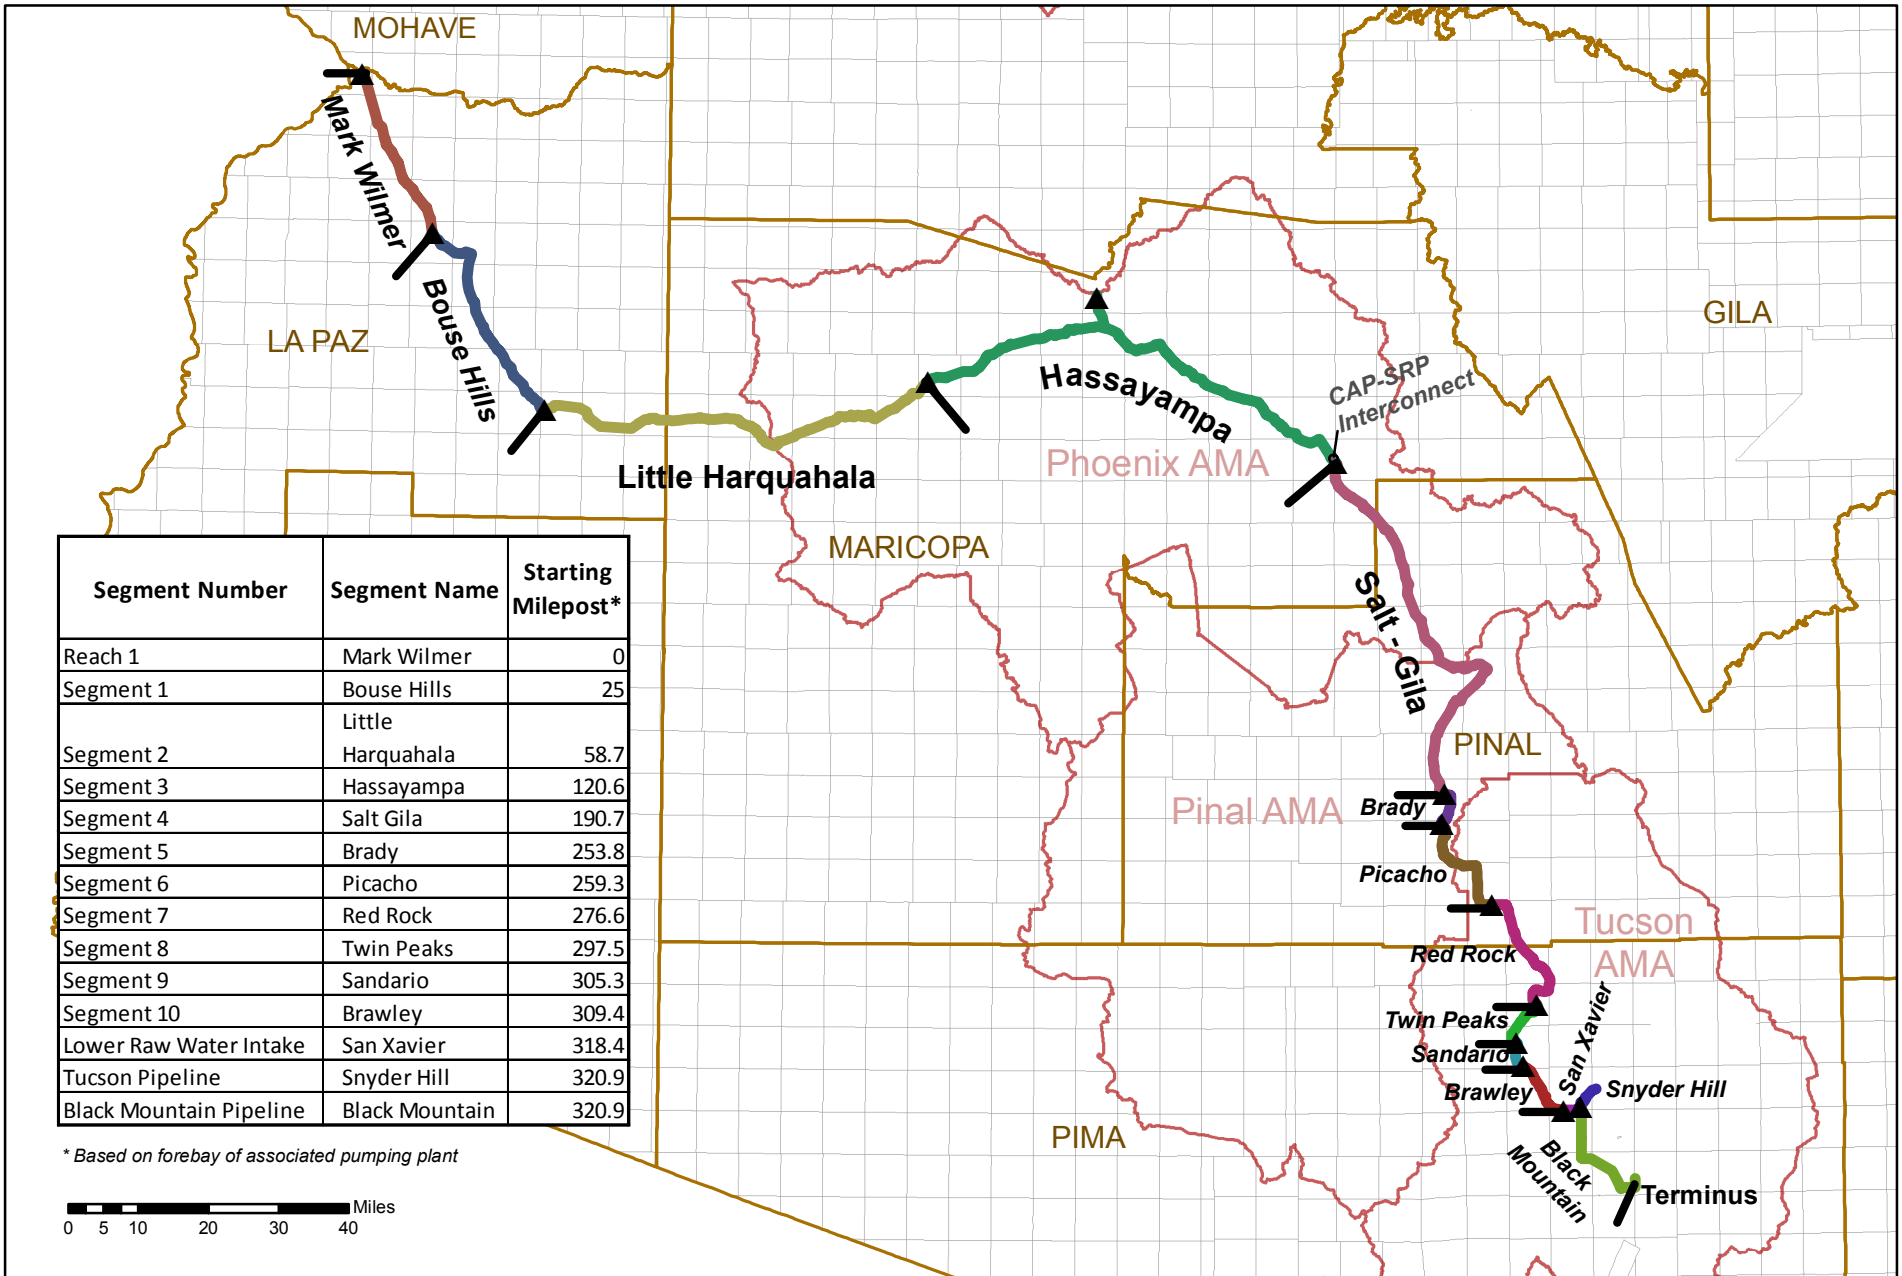 MOHAVE
Mark Wilmer
LA PAZ
Bouse Hills
GILA
Hassayampa
CAP-SRP
Interconnect
Phoenix AMA
Little Harquahala
MARICOPA
Salt - Gila
PINAL
Pinal AMA
Brady
Picacho
Tucson
AMA
Red Rock
Twin Peaks
Sandario
San Xavier
Brawley
Snyder Hill
PIMA
Black
Mountain
Terminus
Segment Number Segment Name Starting Milepost*
Reach 1 Mark Wilmer 0
Segment 1 Bouse Hills 25
Segment 2 Little Harquahala 58.7
Segment 3 Hassayampa 120.6
Segment 4 Salt Gila 190.7
Segment 5 Brady 253.8
Segment 6 Picacho 259.3
Segment 7 Red Rock 276.6
Segment 8 Twin Peaks 297.5
Segment 9 Sandario 305.3
Segment 10 Brawley 309.4
Lower Raw Water Intake San Xavier 318.4
Tucson Pipeline Snyder Hill 320.9
Black Mountain Pipeline Black Mountain 320.9
* Based on forebay of associated pumping plant
Miles
0 5 10 20 30 40